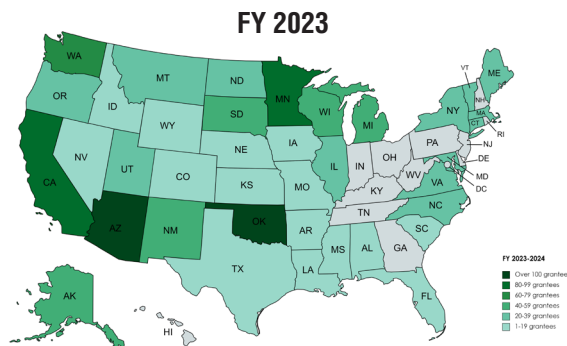 FY 2023
WA
MT
ND
MN
VT
ME
OR
ID
SD
WI
MI
NY
NH
MA
CT
RI
WY
NE
IA
PA
NJ
NV
UT
CO
IL
IN
OH
DE
MD
DC
CA
KS
MO
KY
WV
VA
AZ
NM
OK
AR
TN
NC
SC
TX
LA
MS
AL
GA
FL
AK
HI
FY 2023-2024
Over 100 grantees
80-99 grantees
60-79 grantees
40-59 grantees
20-39 grantees
1-19 grantees